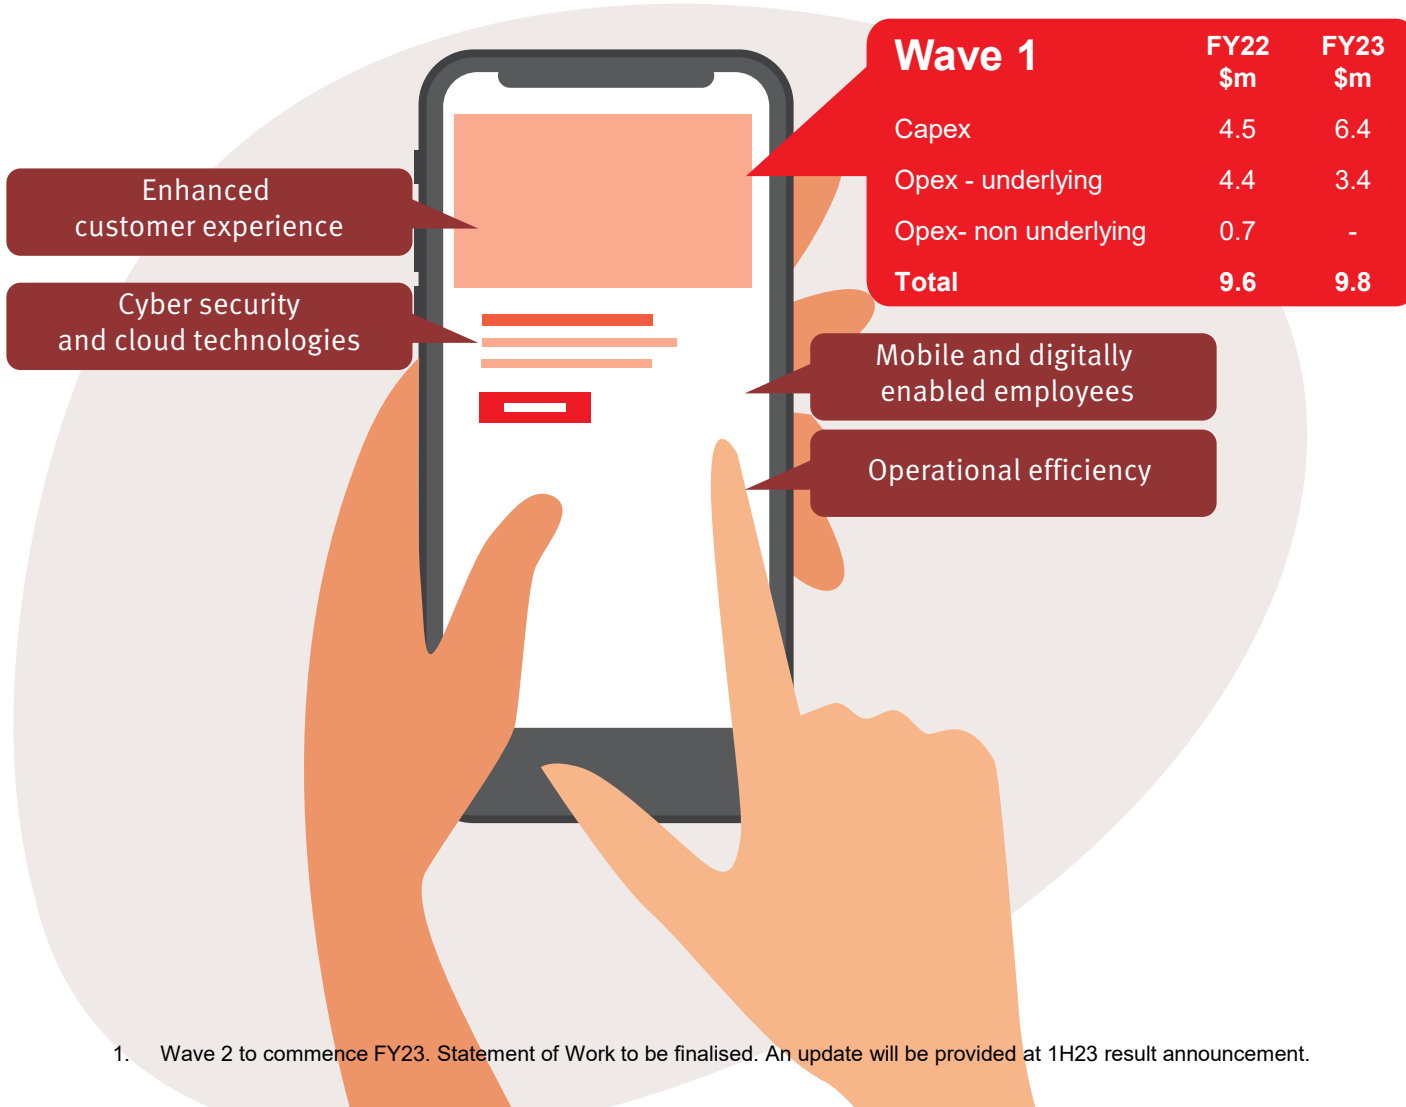 Wave 1 FY22 FY23
$m $m
Capex 4.5 6.4
Opex - underlying 4.4 3.4
Opex- non underlying 0.7 -
Total 9.6 9.8
Enhanced
customer experience
Cyber security
and cloud technologies
Mobile and digitally
enabled employees
Operational efficiency
1. Wave 2 to commence FY23. Statement of Work to be finalised. An update will be provided at 1H23 result announcement.